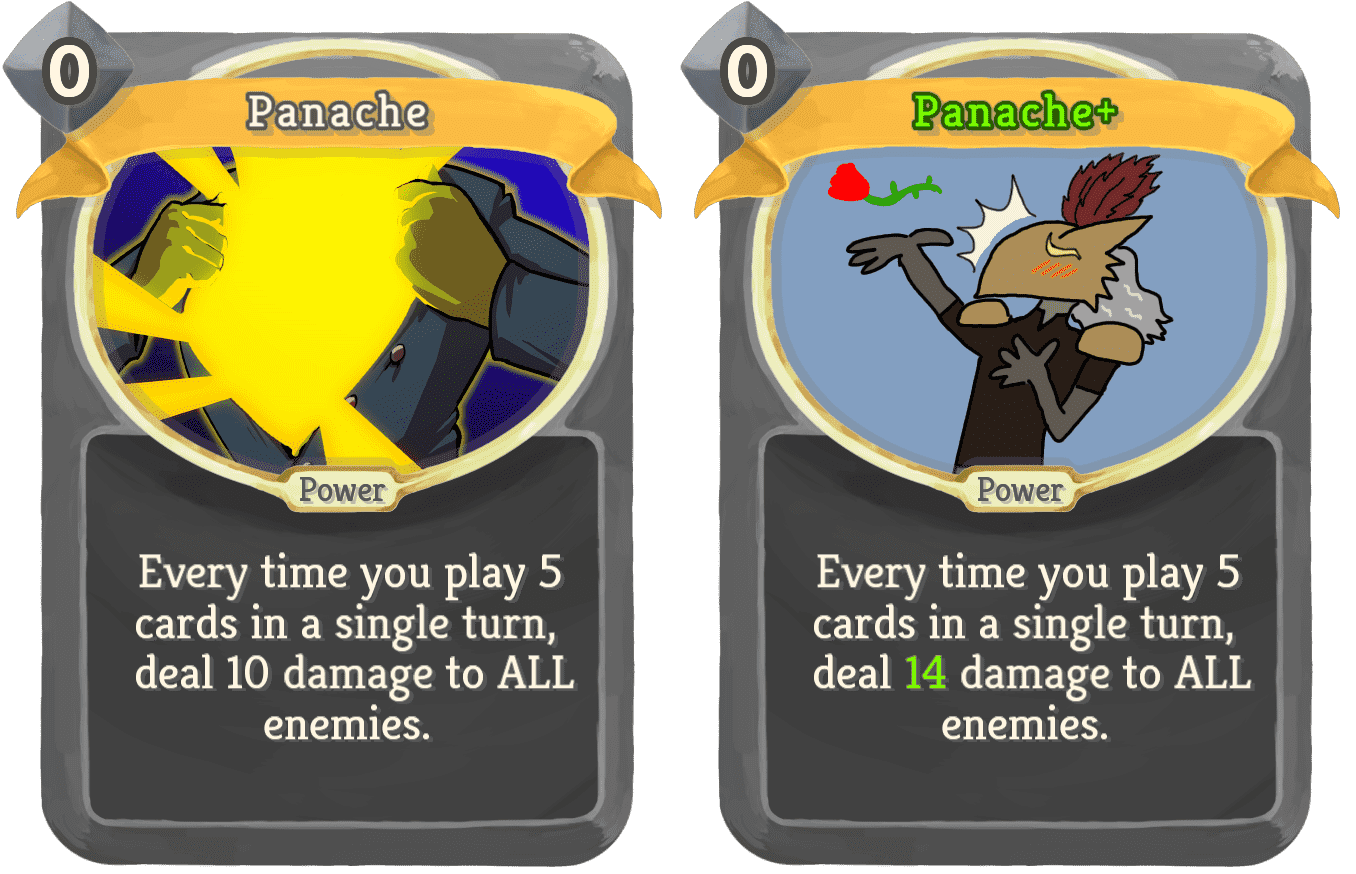 0
Panache
Power
Every time you play 5
cards in a single turn,
deal 10 damage to ALL
enemies.
0
Panache+
Power
Every time you play 5
cards in a single turn,
deal 14 damage to ALL
enemies.